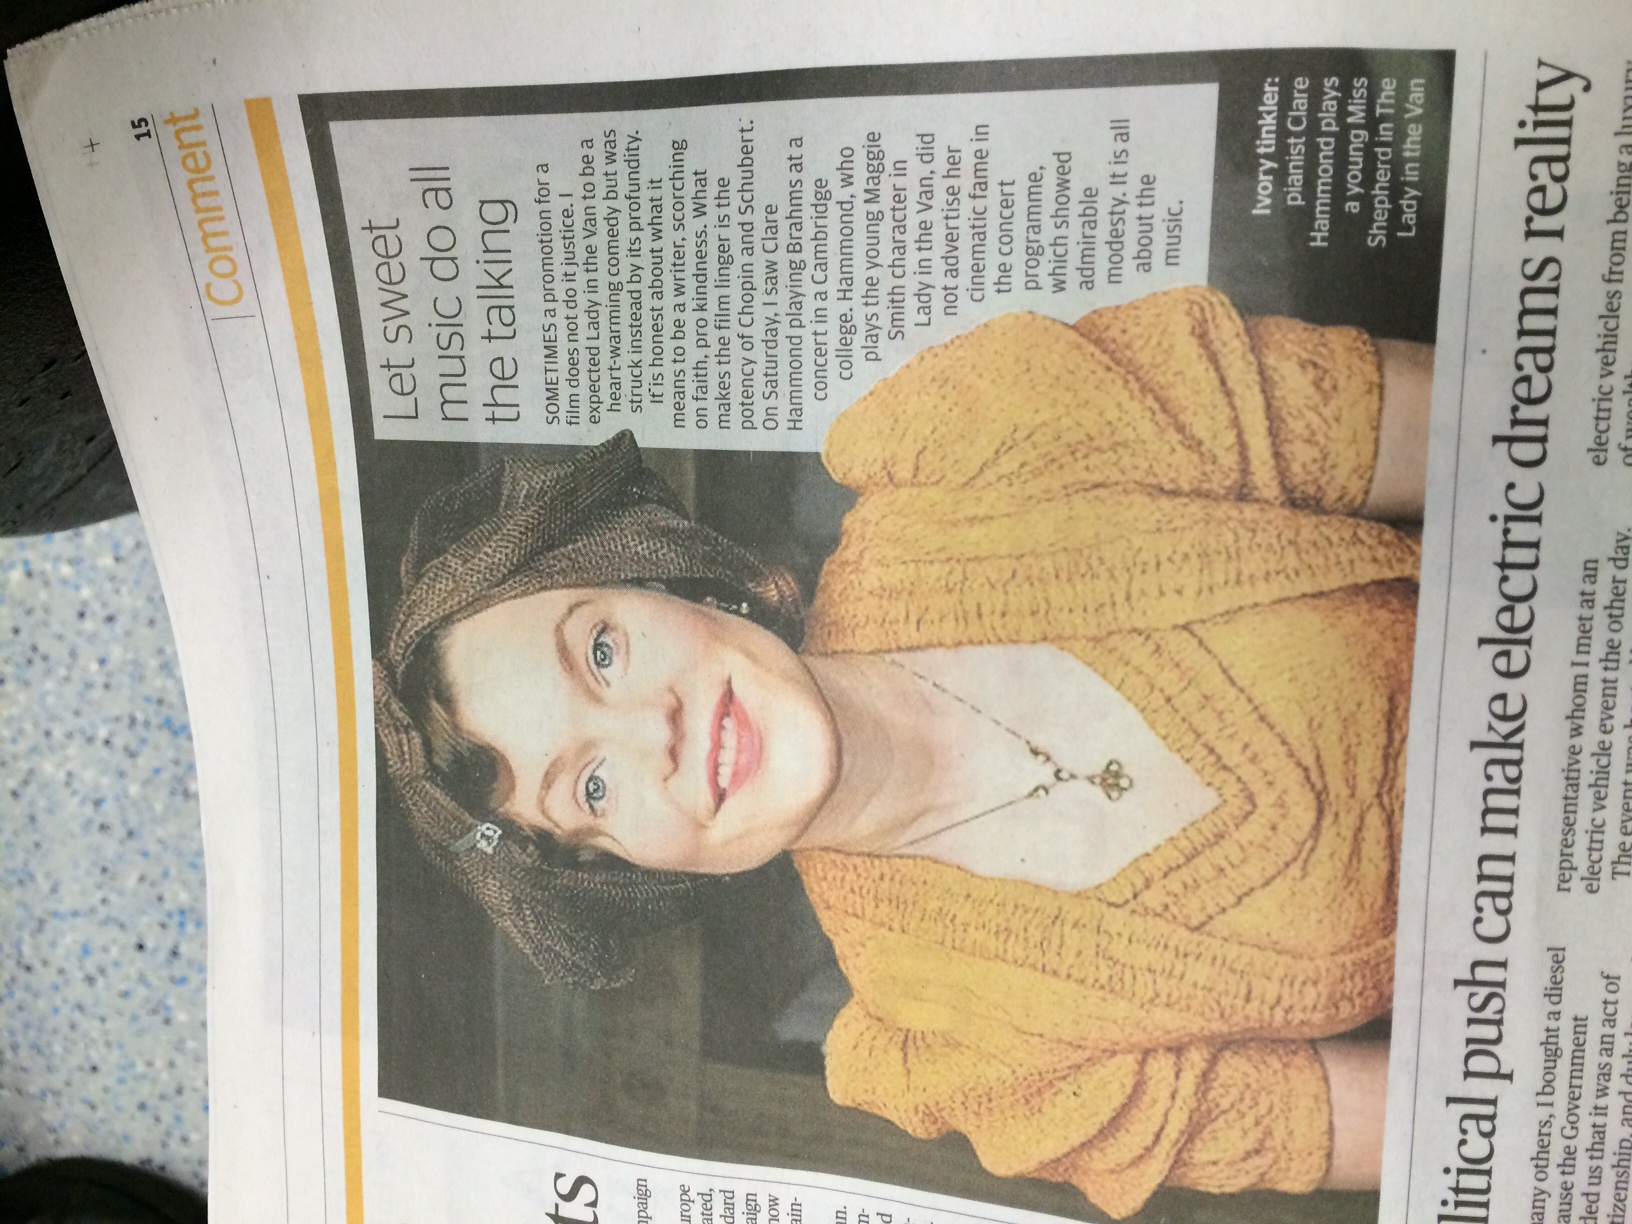 15
Comment
ts
mpaign
urope
ated,
dard
aign
now
ain-
an.
m-
d
Let sweet
music do all
the talking
SOMETIMES a promotion for a
film does not do it justice. I
expected Lady in the Van to be a
heart-warming comedy but was
struck instead by its profundity.
It is honest about what it
means to be a writer, scorching
on faith, pro kindness. What
makes the film linger is the
potency of Chopin and Schubert.
On Saturday, I saw Clare
Hammond playing Brahms at a
concert in a Cambridge
college. Hammond, who
plays the young Maggie
Smith character in
Lady in the Van, did
not advertise her
cinematic fame in
the concert
programme,
which showed
admirable
modesty. It is all
about the
music.
Ivory tinkler:
pianist Clare
Hammond plays
a young Miss
Shepherd in The
Lady in the Van
litical push can make electric dreams reality
any others, I bought a diesel
ause the Government
ded us that it was an act of
tizenship, and duly
representative whom I met at an
electric vehicle event the other day.
The event was
electric vehicles from being a luxury